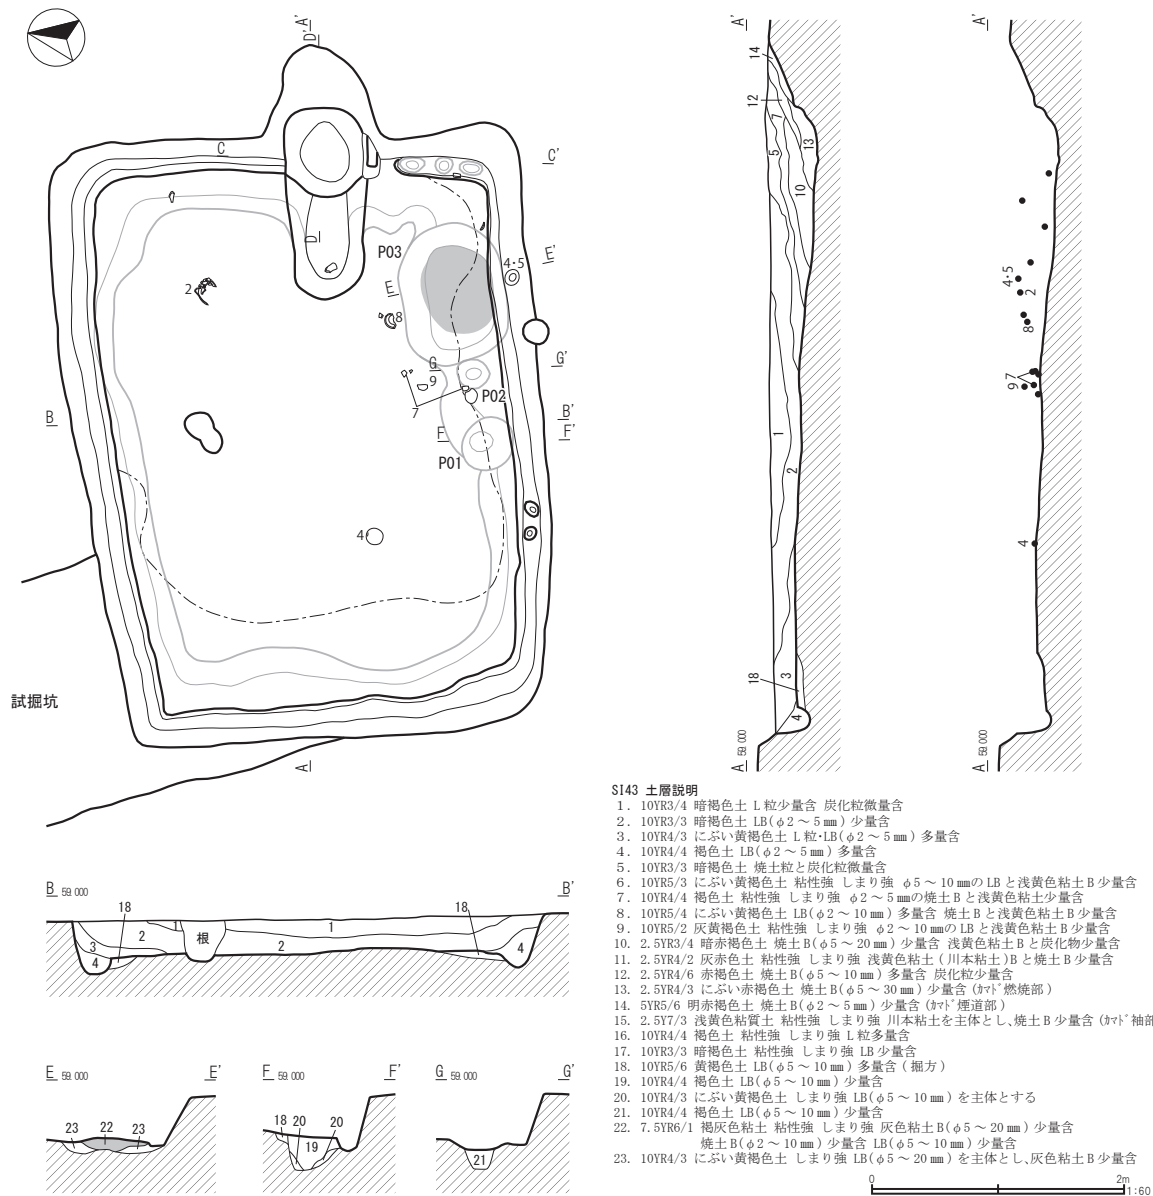 A'
D'
C
C'
D
P03
E
E'
4・5
2
8
G
G'
9
P02
7
B
B'
F
F'
P01
4
試掘坑
A
A'
14
12
7
5
13
10
1
2
18
3
4
A 59.000
A'
4・5
2
8
7
9
4
A 59.000
B 59.000
B'
18
1
1
18
2
根
2
3
4
4
E 59.000
E'
23
22
23
F 59.000
F'
18
20
20
19
G 59.000
G'
21
SI43 土層説明
1. 10YR3/4 暗褐色土 L粒少量含 炭化粒微量含
2. 10YR3/3 暗褐色土 LB(φ2～5㎜)少量含
3. 10YR4/3 にぶい黄褐色土 L粒・LB(φ2～5㎜)多量含
4. 10YR4/4 褐色土 LB(φ2～5㎜)多量含
5. 10YR3/3 暗褐色土 焼土粒と炭化粒微量含
6. 10YR5/3 にぶい黄褐色土 粘性強 しまり強 φ5～10㎜のLBと浅黄色粘土B少量含
7. 10YR4/4 褐色土 粘性強 しまり強 φ2～5㎜の焼土Bと浅黄色粘土少量含
8. 10YR5/4 にぶい黄褐色土 LB(φ2～10㎜)多量含 焼土Bと浅黄色粘土B少量含
9. 10YR5/2 灰黄褐色土 粘性強 しまり強 φ2～10㎜のLBと浅黄色粘土B少量含
10. 2.5YR3/4 暗赤褐色土 焼土B(φ5～20㎜)少量含 浅黄色粘土Bと炭化物少量含
11. 2.5YR4/2 灰赤色土 粘性強 しまり強 浅黄色粘土(川本粘土)Bと焼土B少量含
12. 2.5YR4/6 赤褐色土 焼土B(φ5～10㎜)多量含 炭化粒少量含
13. 2.5YR4/3 にぶい赤褐色土 焼土B(φ5～30㎜)少量含(ｶﾏﾄﾞ燃焼部)
14. 5YR5/6 明赤褐色土 焼土B(φ2～5㎜)少量含(ｶﾏﾄﾞ煙道部)
15. 2.5Y7/3 浅黄色粘質土 粘性強 しまり強 川本粘土を主体とし、焼土B少量含(ｶﾏﾄﾞ袖部
16. 10YR4/4 褐色土 粘性強 しまり強 L粒多量含
17. 10YR3/3 暗褐色土 粘性強 しまり強 LB少量含
18. 10YR5/6 黄褐色土 LB(φ5～10㎜)多量含(掘方)
19. 10YR4/4 褐色土 LB(φ5～10㎜)少量含
20. 10YR4/3 にぶい黄褐色土 しまり強 LB(φ5～10㎜)を主体とする
21. 10YR4/4 褐色土 LB(φ5～10㎜)少量含
22. 7.5YR6/1 褐灰色粘土 粘性強 しまり強 灰色粘土B(φ5～20㎜)少量含
焼土B(φ2～10㎜)少量含 LB(φ5～10㎜)少量含
23. 10YR4/3 にぶい黄褐色土 しまり強 LB(φ5～20㎜)を主体とし、灰色粘土B少量含
0
2m
1:60